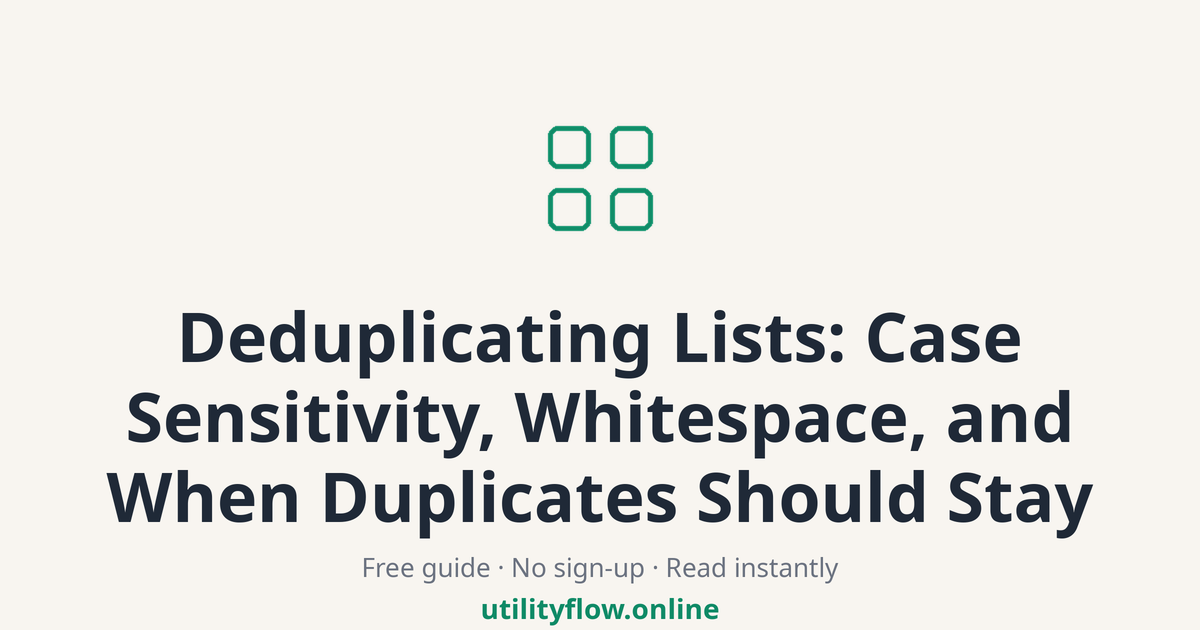 Deduplicating Lists: Case
Sensitivity, Whitespace, and
When Duplicates Should Stay
Free guide · No sign-up · Read instantly
utilityflow.online